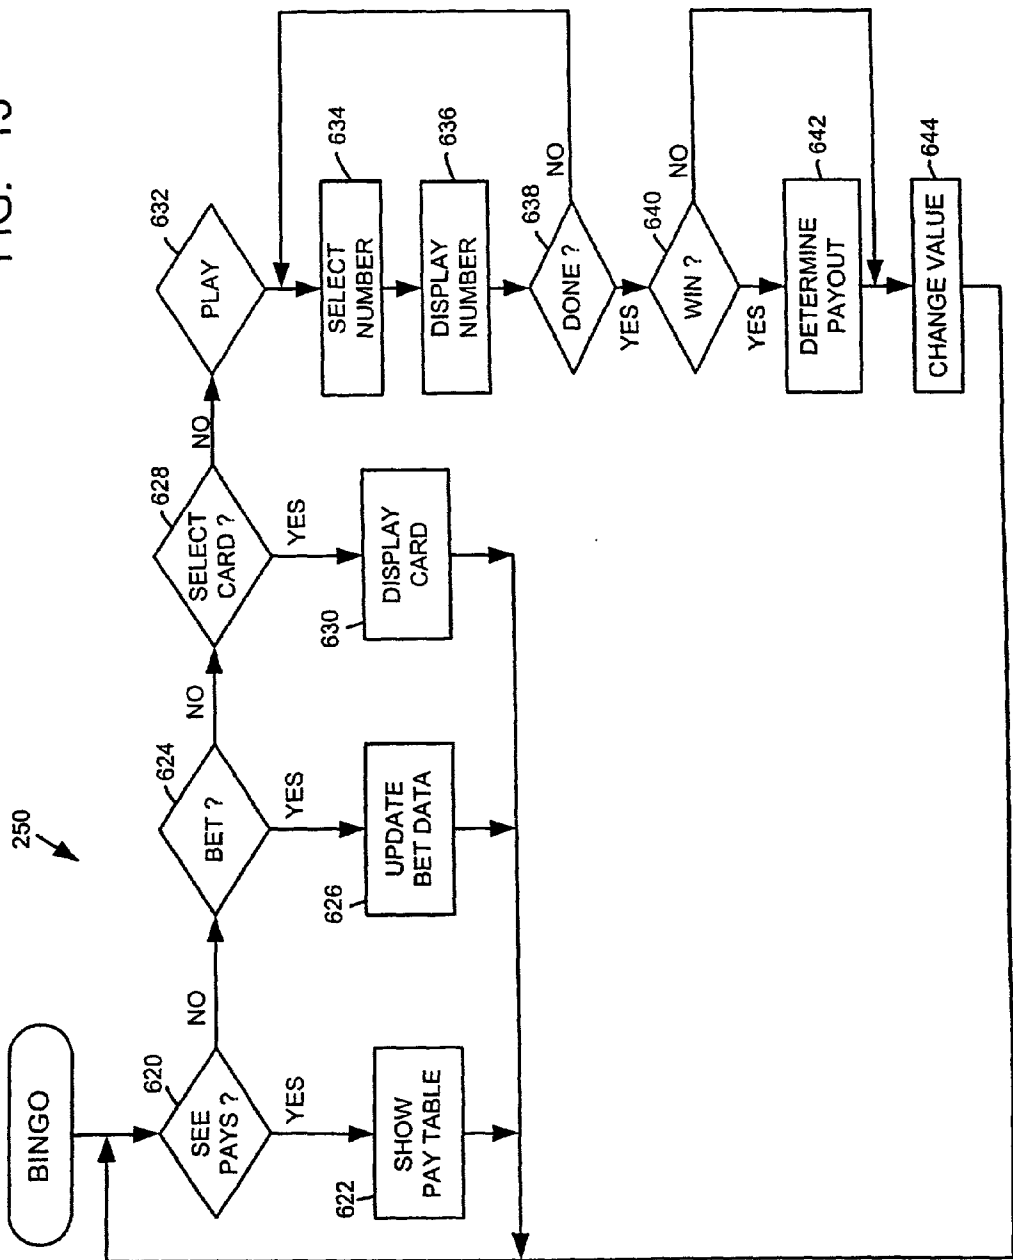 250
BINGO
SEE
PAYS ?
620
NO
YES
SHOW
PAY TABLE
622
BET ?
624
NO
YES
UPDATE
BET DATA
626
SELECT
CARD ?
628
NO
YES
DISPLAY
CARD
630
PLAY
632
SELECT
NUMBER
634
DISPLAY
NUMBER
636
DONE ?
638
NO
YES
WIN ?
640
NO
YES
DETERMINE
PAYOUT
642
CHANGE VALUE
644